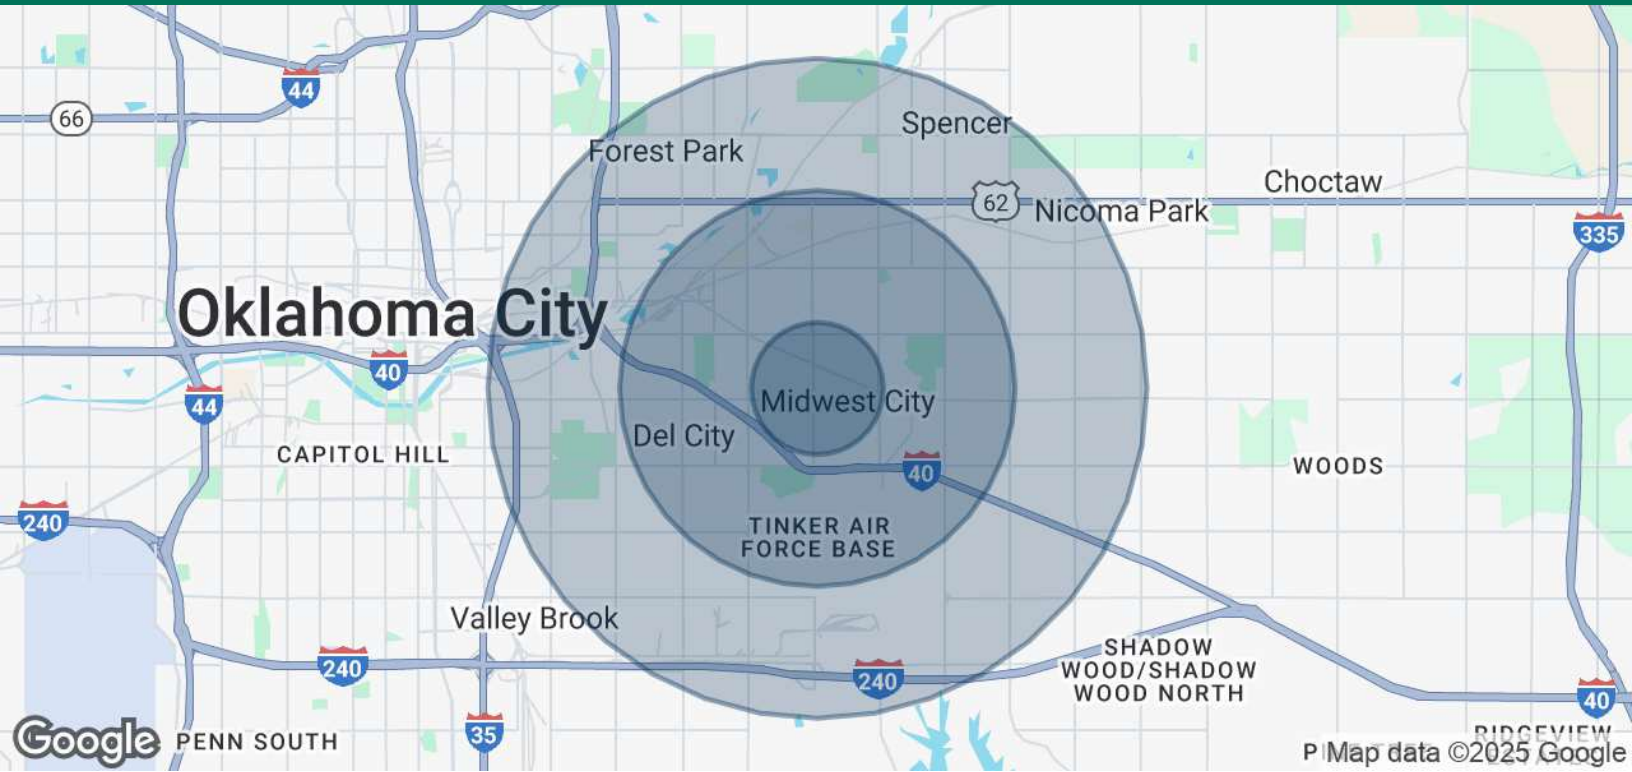 44
66
Spencer
Forest Park
Choctaw
62
Nicoma Park
335
Oklahoma City
40
44
Midwest City
Del City
CAPITOL HILL
WOODS
40
240
TINKER AIR
FORCE BASE
Valley Brook
SHADOW
WOOD/SHADOW
WOOD NORTH
240
240
40
35
Google
PENN SOUTH
RIDGEVIEW
Map data ©2025 Google